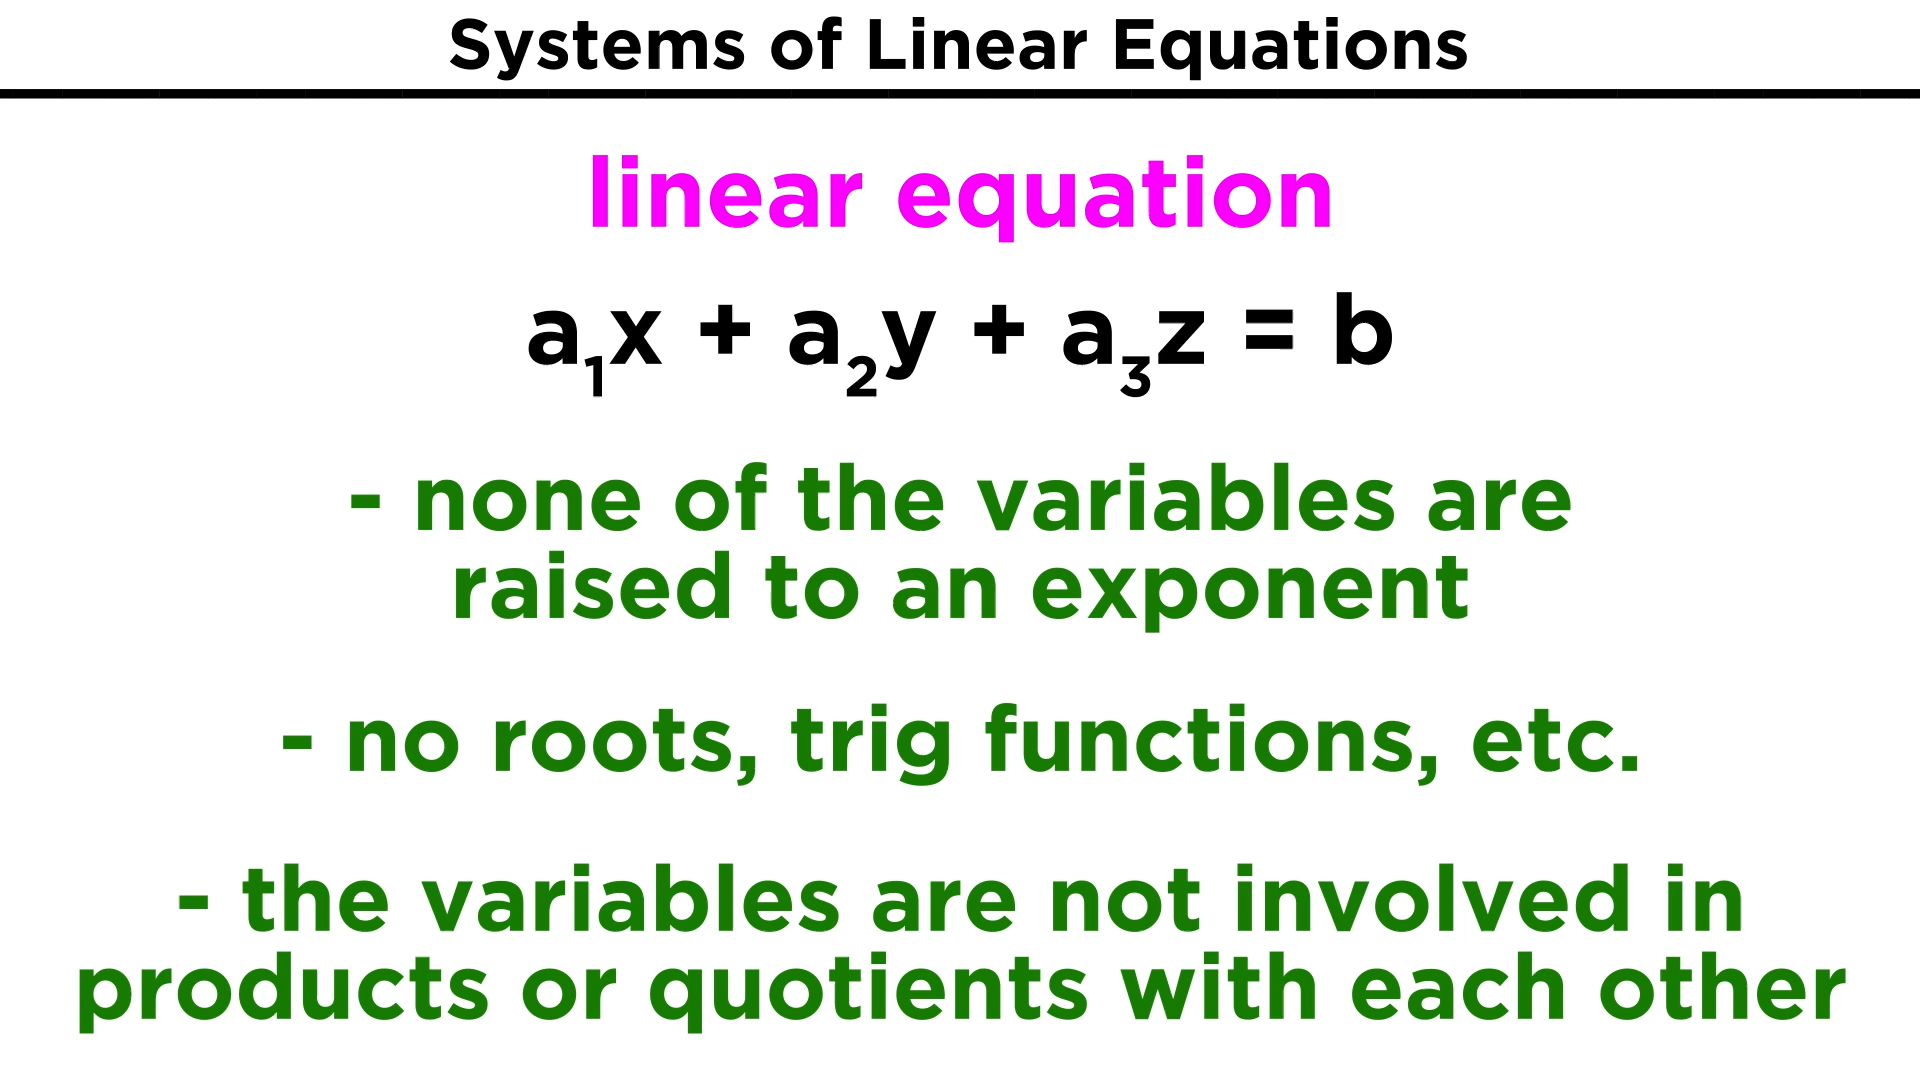 Systems of Linear Equations
linear equation
a₁x + a₂y + a₃z = b
- none of the variables are
raised to an exponent
- no roots, trig functions, etc.
- the variables are not involved in
products or quotients with each other